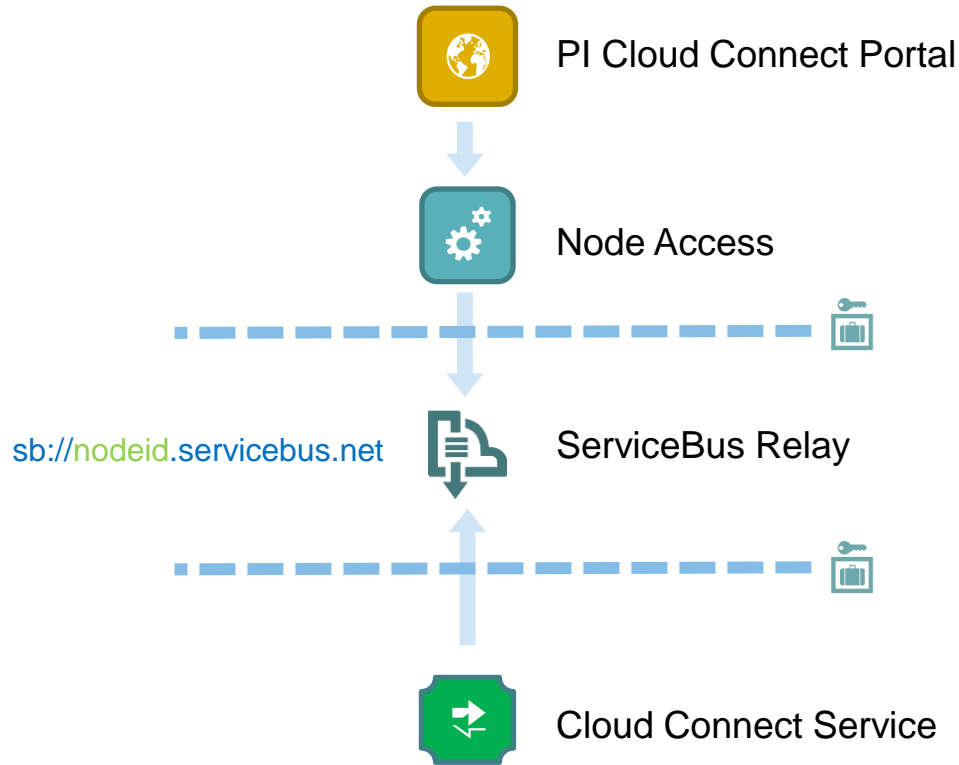 PI Cloud Connect Portal
Node Access
sb://nodeid.servicebus.net
ServiceBus Relay
Cloud Connect Service